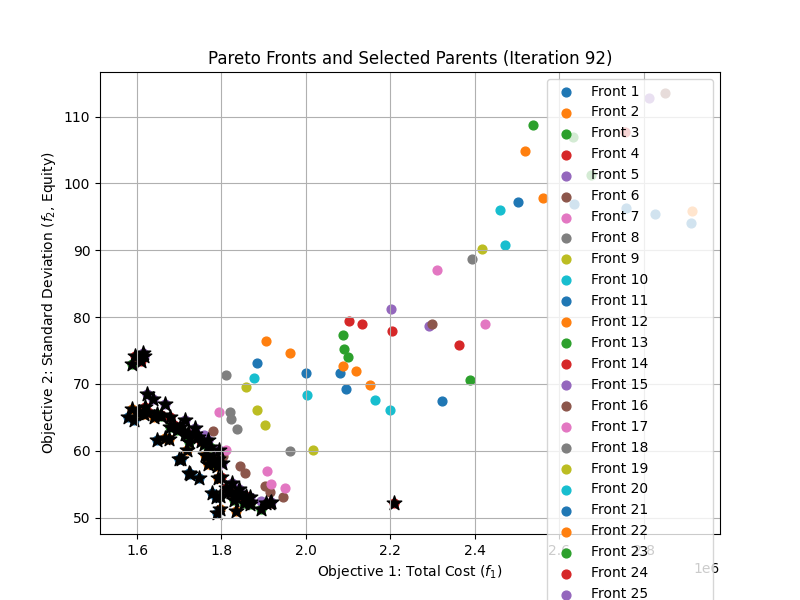 Pareto Fronts and Selected Parents (Iteration 92)
Objective 2: Standard Deviation (f2, Equity)
110
100
90
80
70
60
50
1.6
1.8
2.0
2.2
2.4
2.6
2.8
1e6
Objective 1: Total Cost (f1)
Front 1
Front 2
Front 3
Front 4
Front 5
Front 6
Front 7
Front 8
Front 9
Front 10
Front 11
Front 12
Front 13
Front 14
Front 15
Front 16
Front 17
Front 18
Front 19
Front 20
Front 21
Front 22
Front 23
Front 24
Front 25